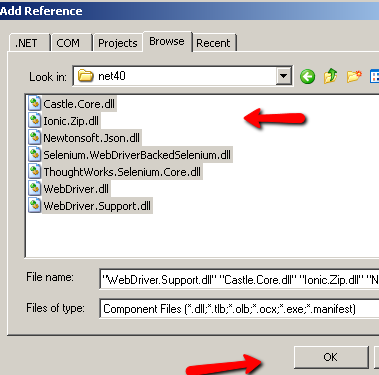 Add Reference
.NET COM Projects Browse Recent
Look in: net40
Castle.Core.dll
Ionic.Zip.dll
Newtonsoft.Json.dll
Selenium.WebDriverBackedSelenium.dll
ThoughtWorks.Selenium.Core.dll
WebDriver.dll
WebDriver.Support.dll
File name: "WebDriver.Support.dll" "Castle.Core.dll" "Ionic.Zip.dll" "N
Files of type: Component Files (*.dll;*.tlb;*.olb;*.ocx;*.exe;*.manifest)
OK